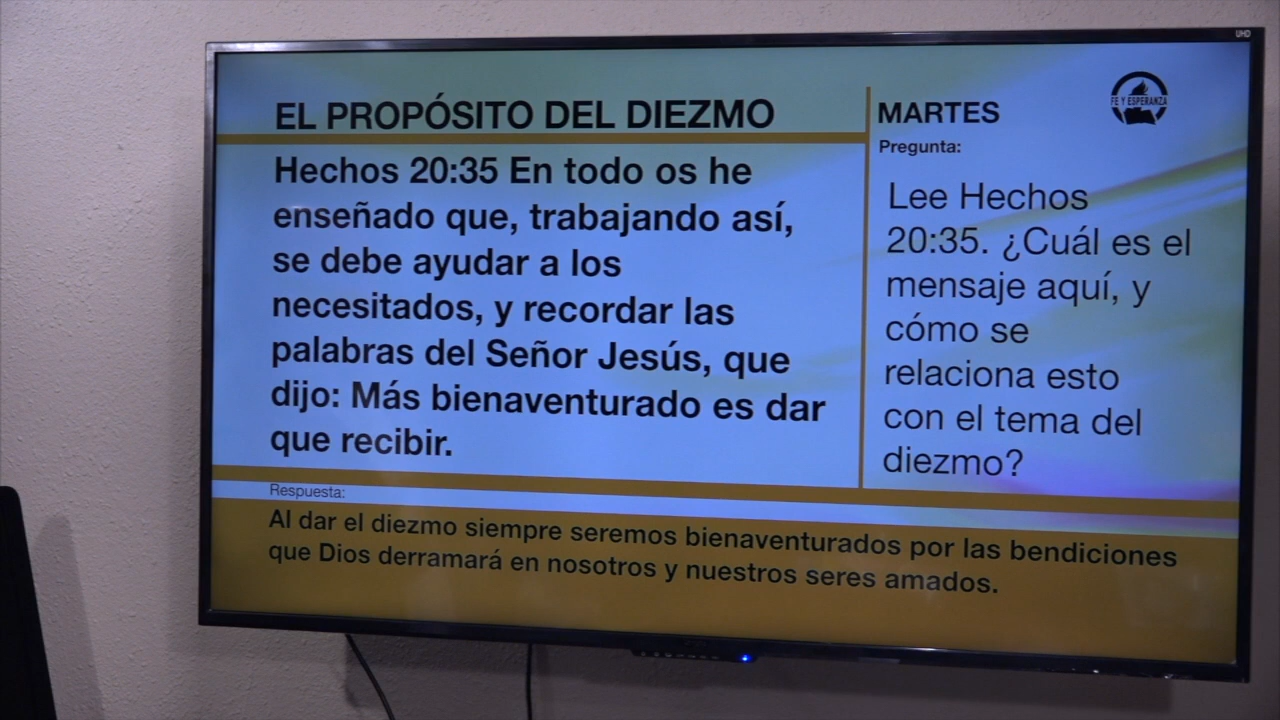 UHD
EL PROPÓSITO DEL DIEZMO
Hechos 20:35 En todo os he
enseñado que, trabajando así,
se debe ayudar a los
necesitados, y recordar las
palabras del Señor Jesús, que
dijo: Más bienaventurado es dar
que recibir.
MARTES
FE Y ESPERANZA
Pregunta:
Lee Hechos
20:35. ¿Cuál es el
mensaje aquí, y
cómo se
relaciona esto
con el tema del
diezmo?
Respuesta:
Al dar el diezmo siempre seremos bienaventurados por las bendiciones
que Dios derramará en nosotros y nuestros seres amados.